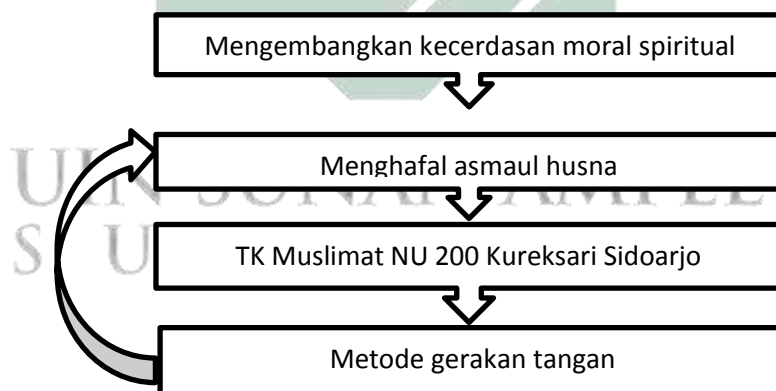 Mengembangkan kecerdasan moral spiritual
Menghafal asmaul husna
TK Muslimat NU 200 Kureksari Sidoarjo
Metode gerakan tangan